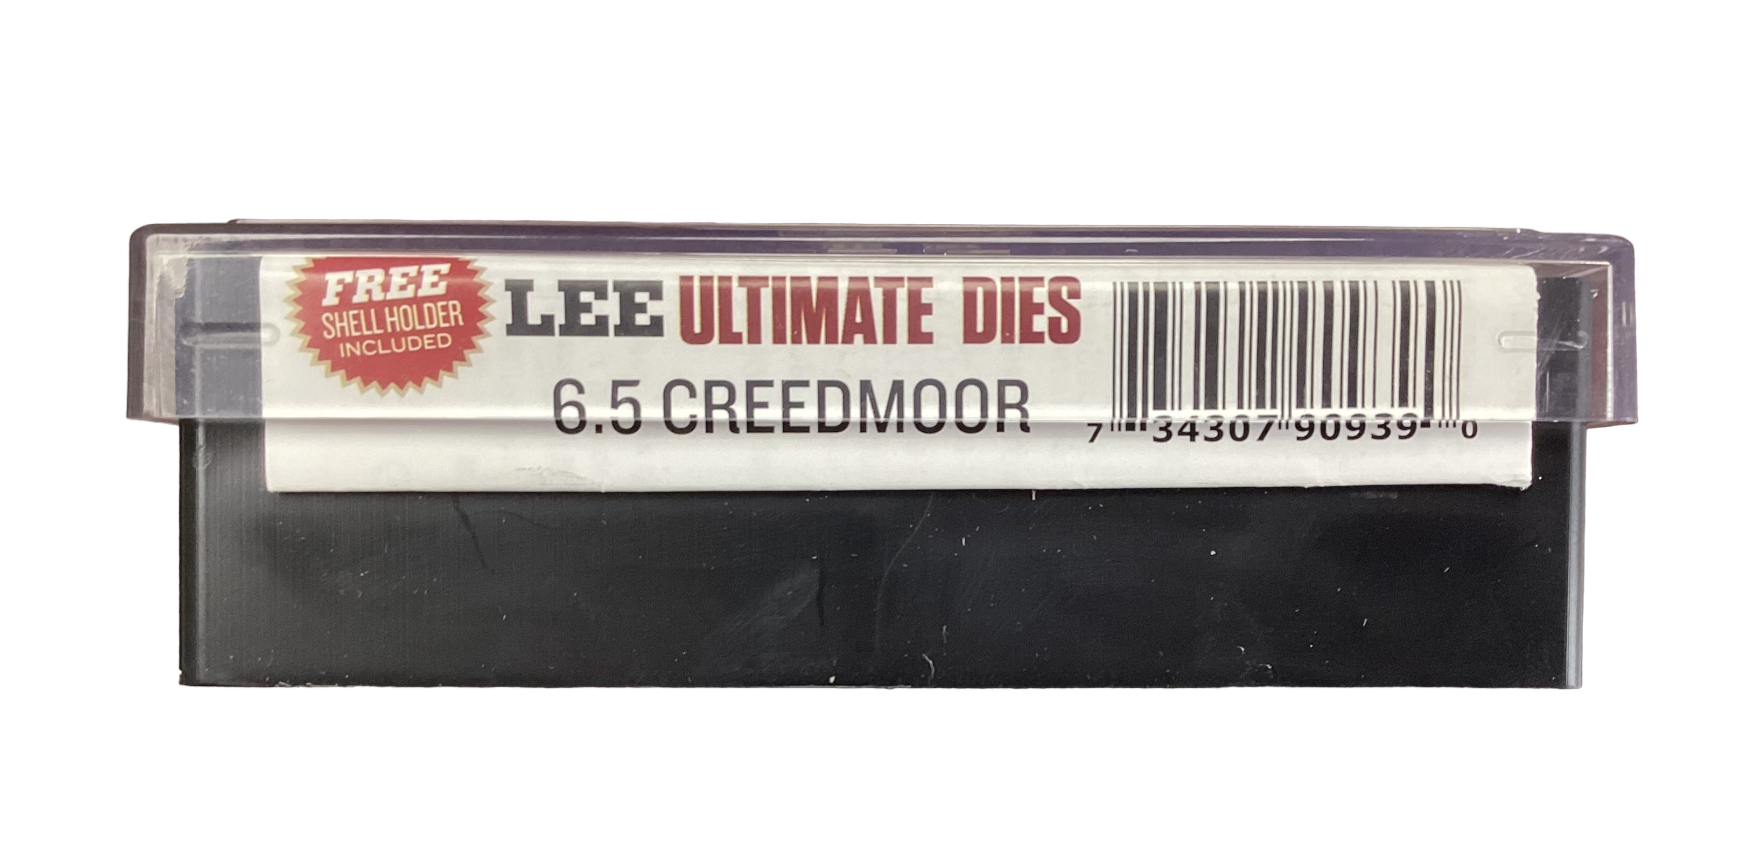 FREE
SHELL HOLDER
INCLUDED
LEE ULTIMATE DIES
6.5 CREEDMOOR
7 34307 90939 0